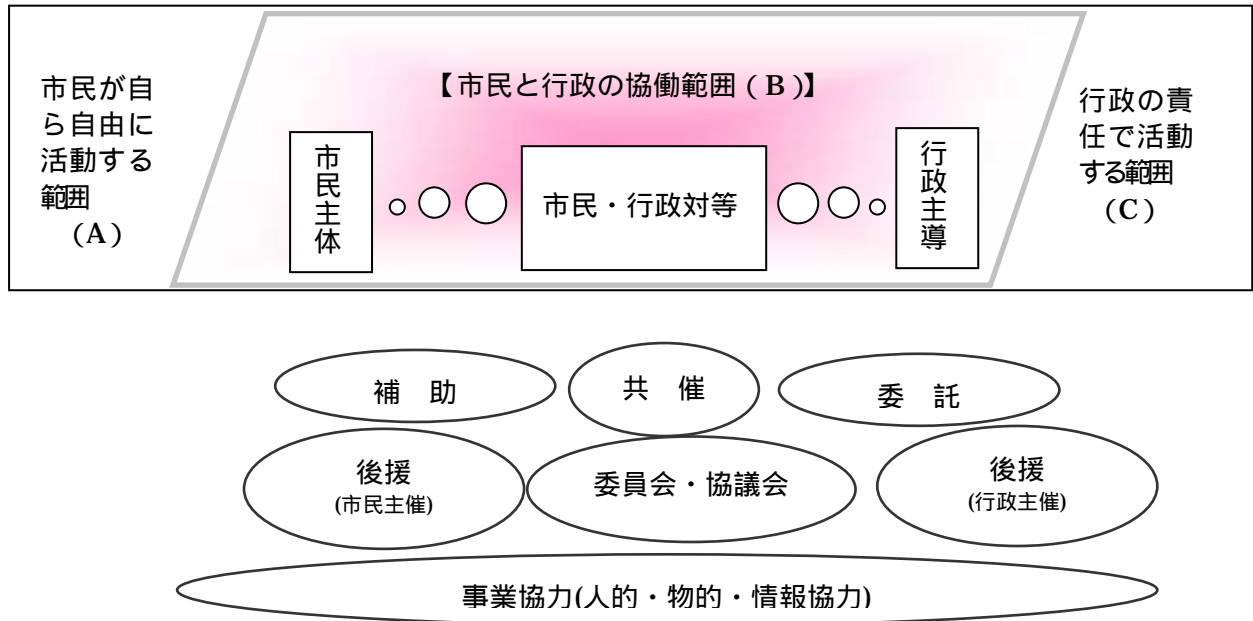 市民が自
ら自由に
活動する
範囲
(A)
【市民と行政の協働範囲(B)】
市民主体
市民・行政対等
行政主導
行政の責
任で活動
する範囲
(C)
補 助
共 催
委 託
後援
(市民主催)
委員会・協議会
後援
(行政主催)
事業協力(人的・物的・情報協力)